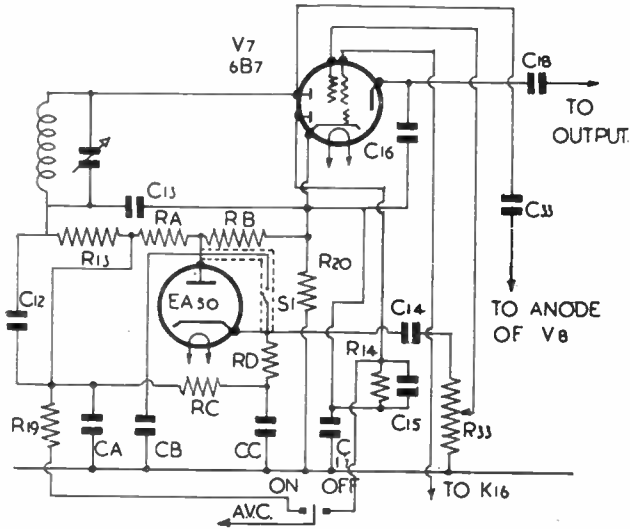 V7
6B7
C18
TO
OUTPUT.
C16
C13
C33
RA
RB
R13
R20
C12
EA50
S1
TO ANODE
OF V8
C14
RD
R14
RC
C15
R19
R33
CA
CB
CC
C17
ON
OFF
TO K16
A.V.C.